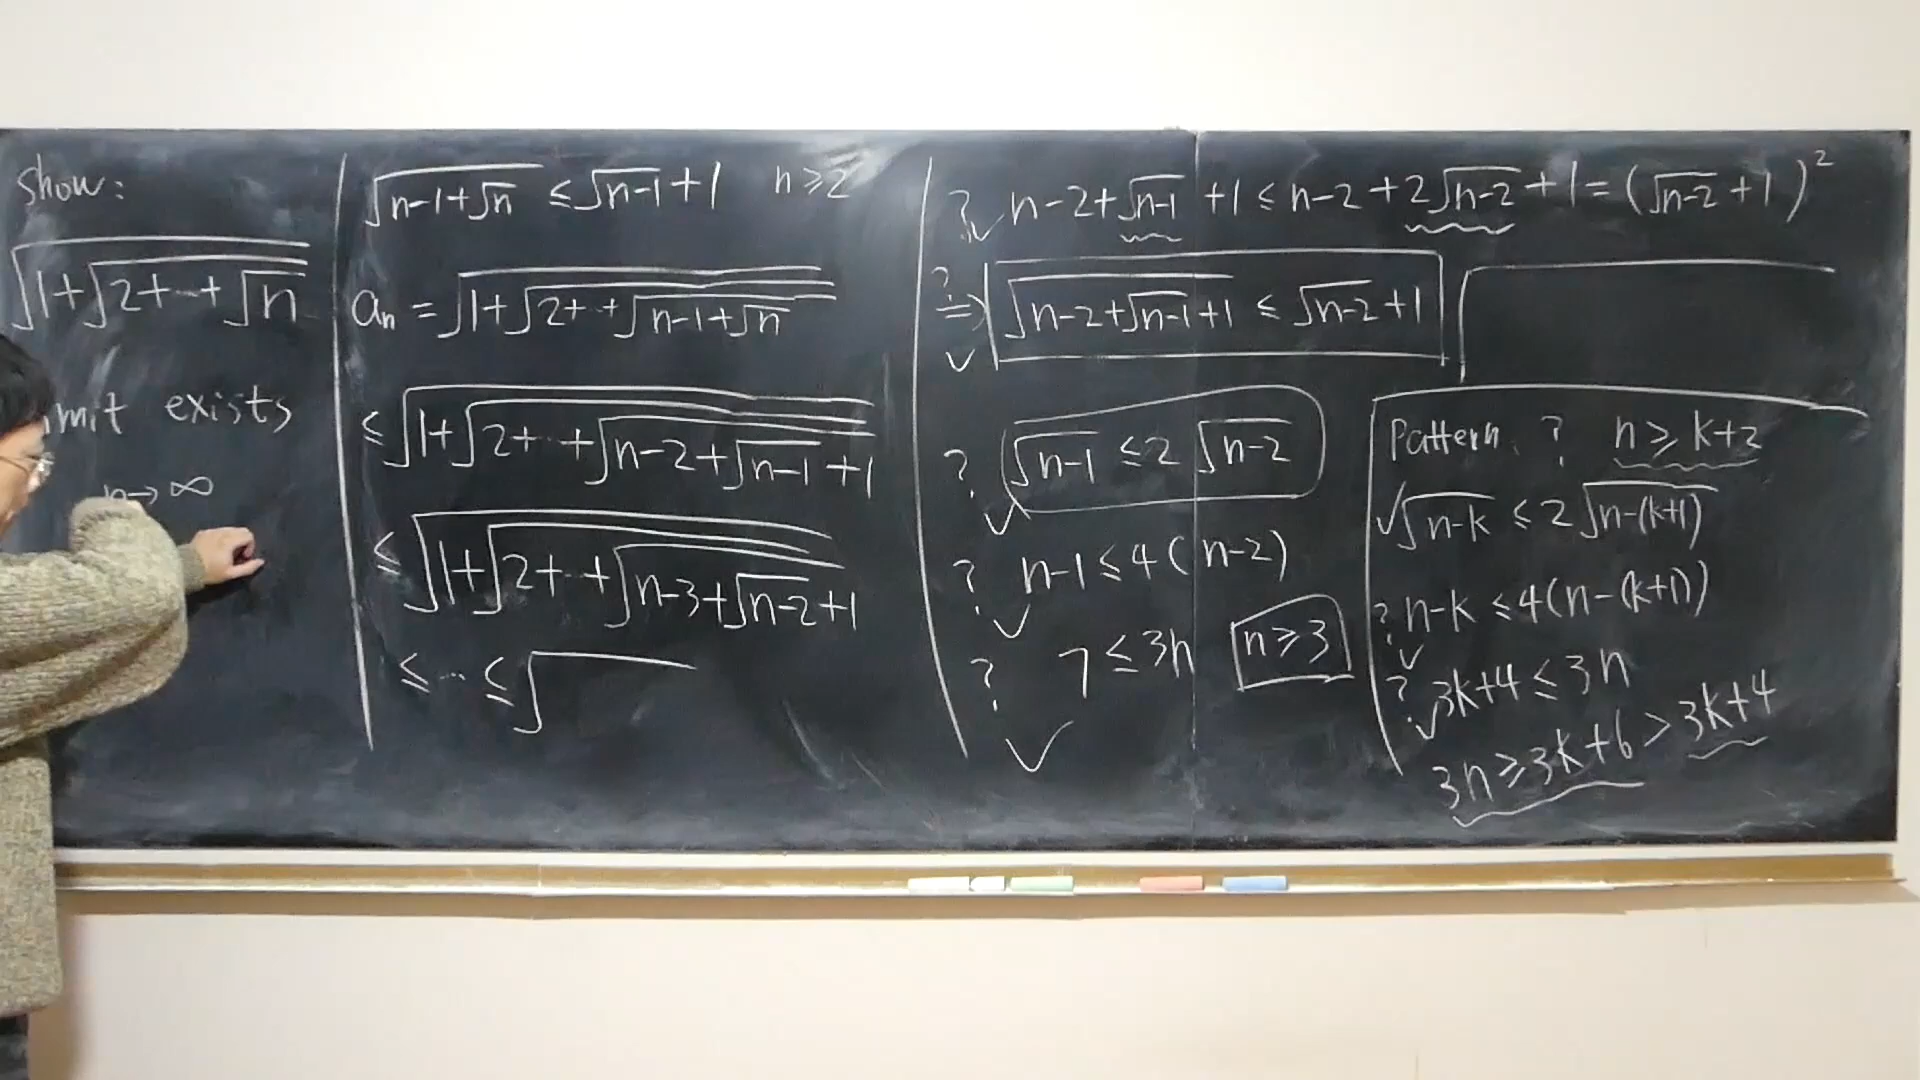 Show:
√(1+√(2+…+√n))
mit exists
n→∞
√(n-1+√n) ≤ √(n-1)+1 n≥2
aₙ = √(1+√(2+…+√(n-1+√n)))
≤ √(1+√(2+…+√(n-2+√(n-1)+1)))
≤ √(1+√(2+…+√(n-3+√(n-2)+1)))
≤ … ≤ √
? ✓ n-2+√(n-1)+1 ≤ n-2+2√(n-2)+1 = (√(n-2)+1)²
? ⇒ ✓ √(n-2+√(n-1)+1) ≤ √(n-2)+1
? ✓ √(n-1) ≤ 2√(n-2)
? ✓ n-1 ≤ 4(n-2)
? ✓ 7 ≤ 3n n≥3
Pattern ? n ≥ k+2
✓ √(n-k) ≤ 2√(n-(k+1))
? ✓ n-k ≤ 4(n-(k+1))
? ✓ 3k+4 ≤ 3n
3n ≥ 3k+6 > 3k+4